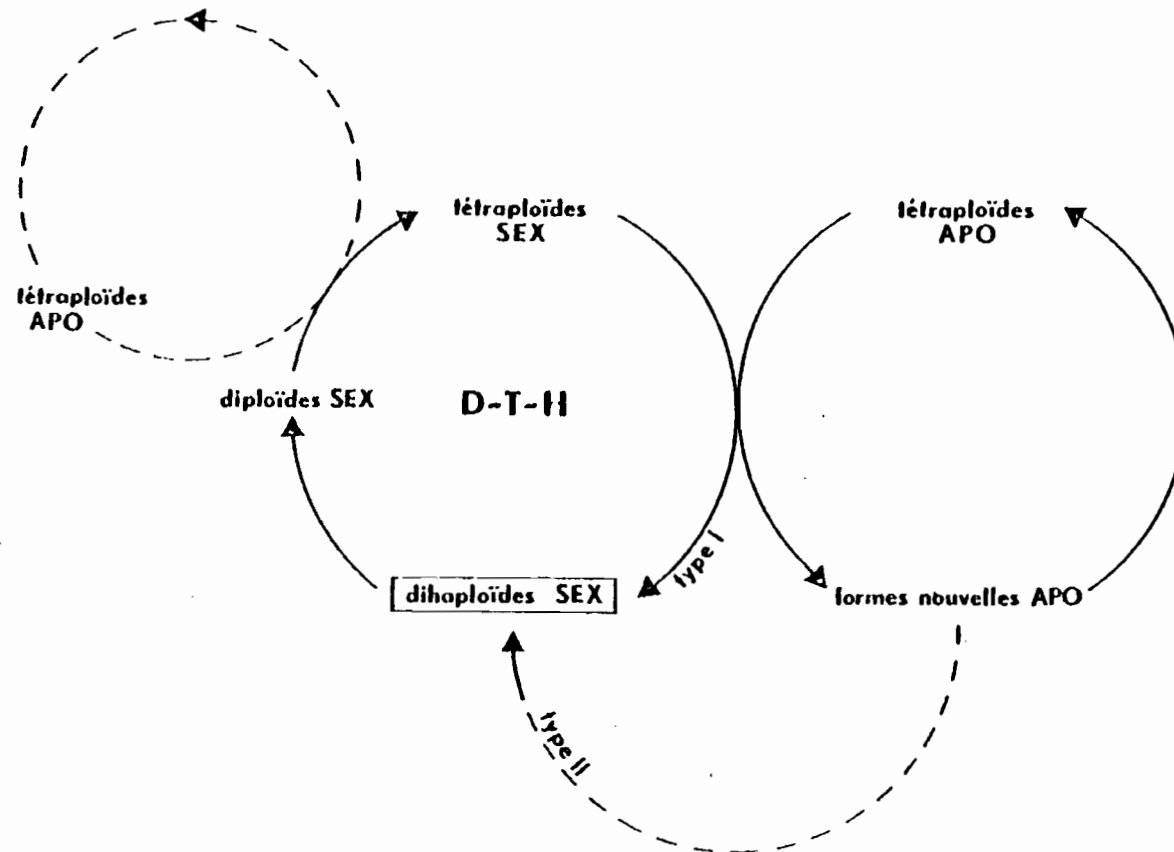 tétraploïdes
SEX
tétraploïdes
APO
tétraploïdes
APO
diploïdes SEX
D-T-H
type I
dihaploïdes SEX
formes nouvelles APO
type II